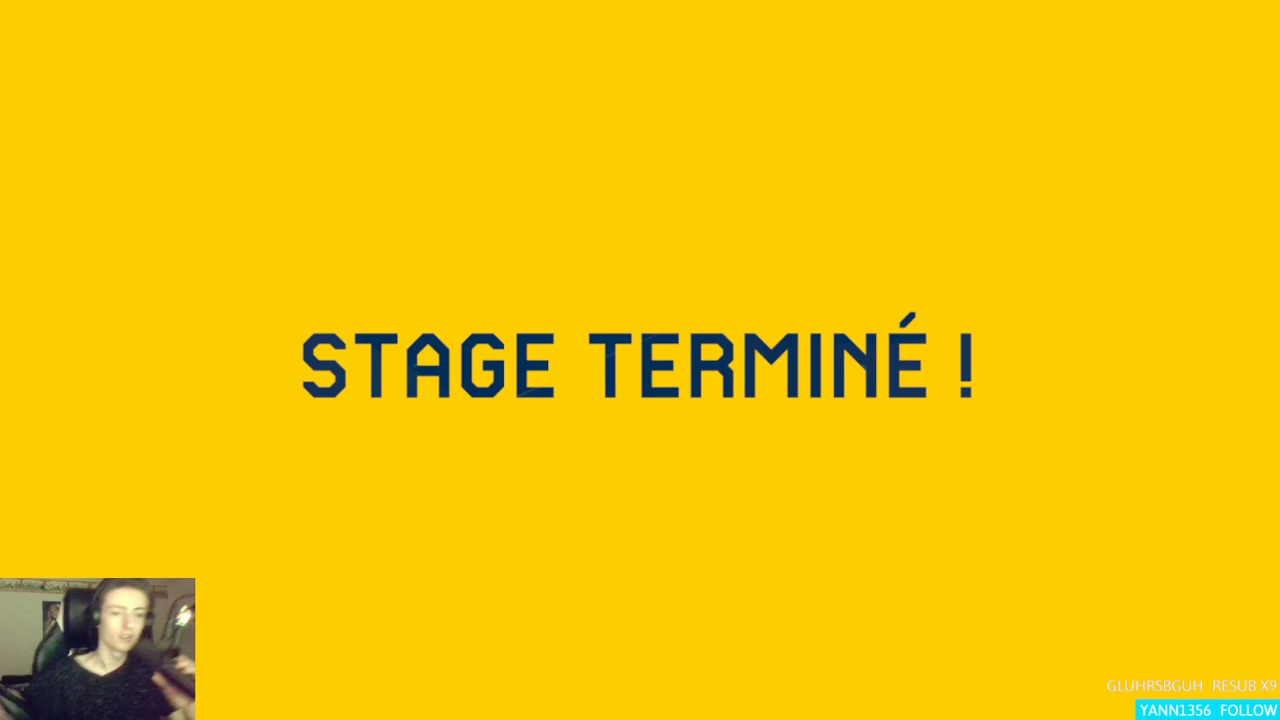 STAGE TERMINÉ !
GLUHRSBGUH RESUB X9
YANN1356 FOLLOW